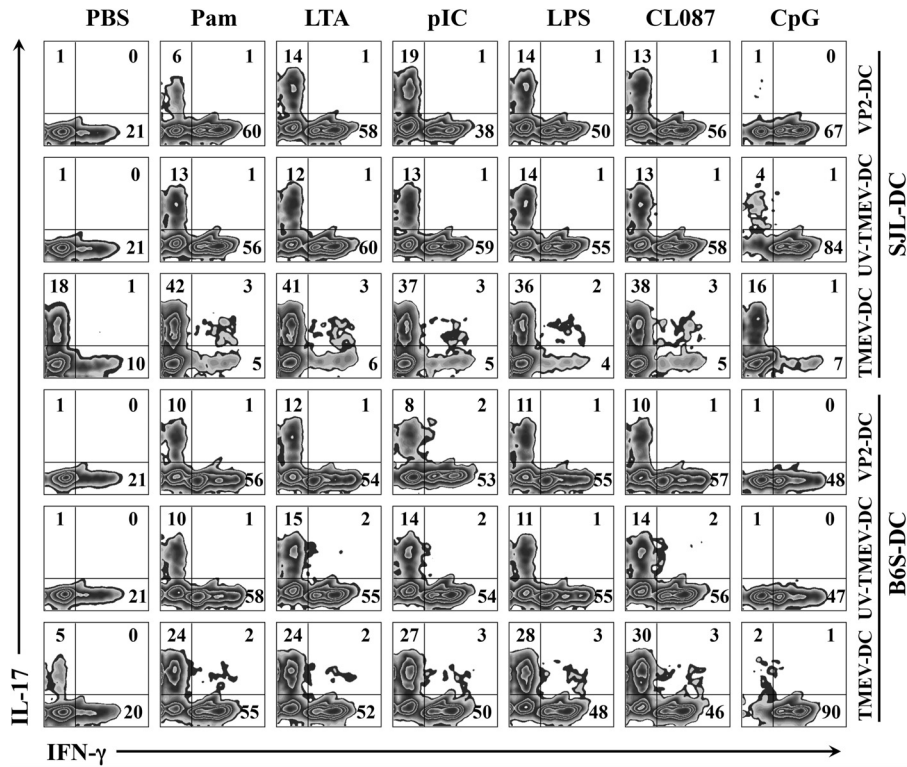 PBS Pam LTA pIC LPS CL087 CpG
1 0 6 1 14 1 19 1 14 1 13 1 1 0
21 60 58 38 50 56 67
VP2-DC
1 0 13 1 12 1 13 1 14 1 13 1 4 1
21 56 60 59 55 58 84
UV-TMEV-DC
18 1 42 3 41 3 37 3 36 2 38 3 16 1
10 5 6 5 4 5 7
TMEV-DC
SJL-DC
1 0 10 1 12 1 8 2 11 1 10 1 1 0
21 56 54 53 55 57 48
VP2-DC
1 0 10 1 15 2 14 2 11 1 14 2 1 0
21 58 55 54 55 56 47
UV-TMEV-DC
5 0 24 2 24 2 27 3 28 3 30 3 2 1
20 55 52 50 48 46 90
TMEV-DC
B6S-DC
IL-17
IFN-γ